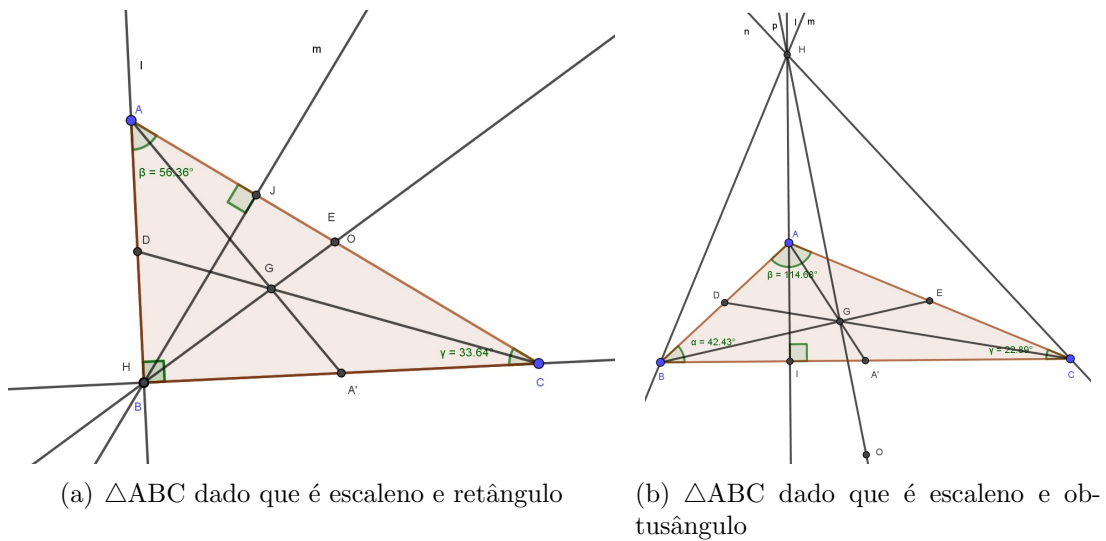 l
m
A
β = 56.36°
J
D
E
O
G
H
γ = 33.64°
B
A'
C
n
p
l
m
H
A
β = 114.68°
D
E
G
α = 42.43°
γ = 22.89°
B
I
A'
C
O
(a) △ABC dado que é escaleno e retângulo
(b) △ABC dado que é escaleno e ob-
tusângulo